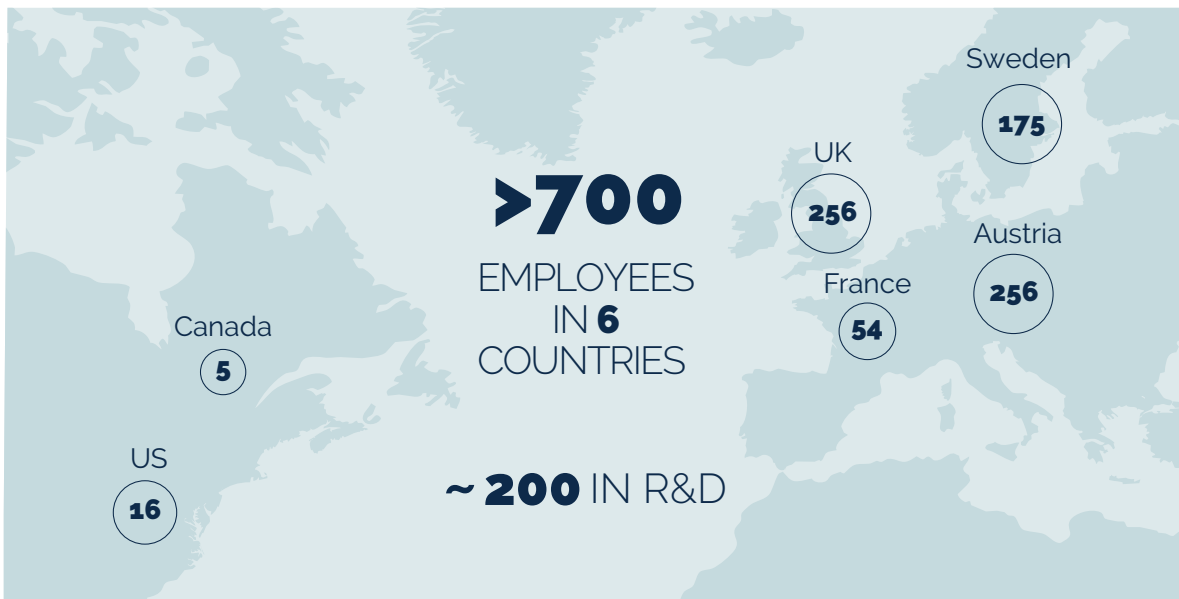 Sweden
175
UK
256
>700
Austria
256
EMPLOYEES
IN 6
COUNTRIES
France
54
Canada
5
US
16
~ 200 IN R&D